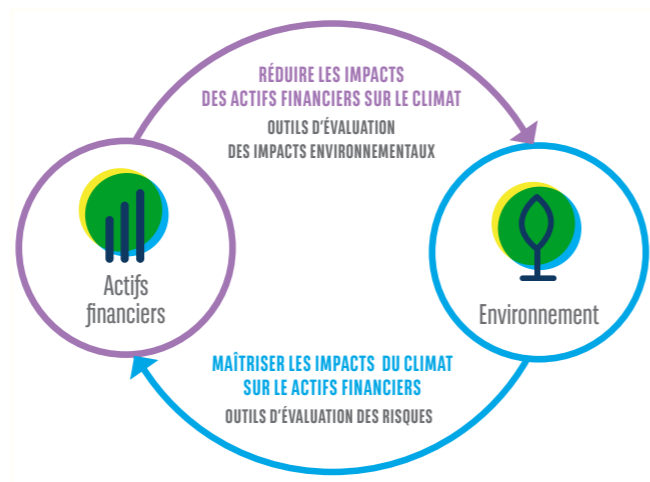 RÉDUIRE LES IMPACTS
DES ACTIFS FINANCIERS SUR LE CLIMAT
OUTILS D'ÉVALUATION
DES IMPACTS ENVIRONNEMENTAUX
Actifs
financiers
Environnement
MAÎTRISER LES IMPACTS DU CLIMAT
SUR LE ACTIFS FINANCIERS
OUTILS D'ÉVALUATION DES RISQUES